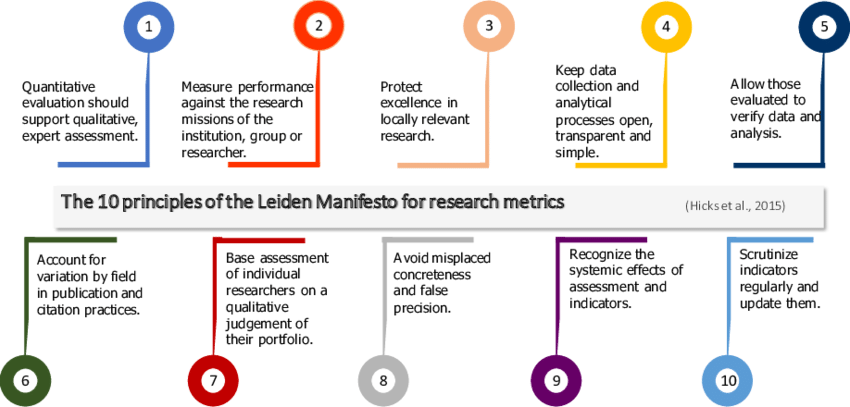 1
Quantitative
evaluation should
support qualitative,
expert assessment.
2
Measure performance
against the research
missions of the
institution, group or
researcher.
3
Protect
excellence in
locally relevant
research.
4
Keep data
collection and
analytical
processes open,
transparent and
simple.
5
Allow those
evaluated to
verify data and
analysis.
The 10 principles of the Leiden Manifesto for research metrics
(Hicks et al., 2015)
Account for
variation by field
in publication and
citation practices.
6
Base assessment
of individual
researchers on a
qualitative
judgement of
their portfolio.
7
Avoid misplaced
concreteness
and false
precision.
8
Recognize the
systemic effects of
assessment and
indicators.
9
Scrutinize
indicators
regularly and
update them.
10